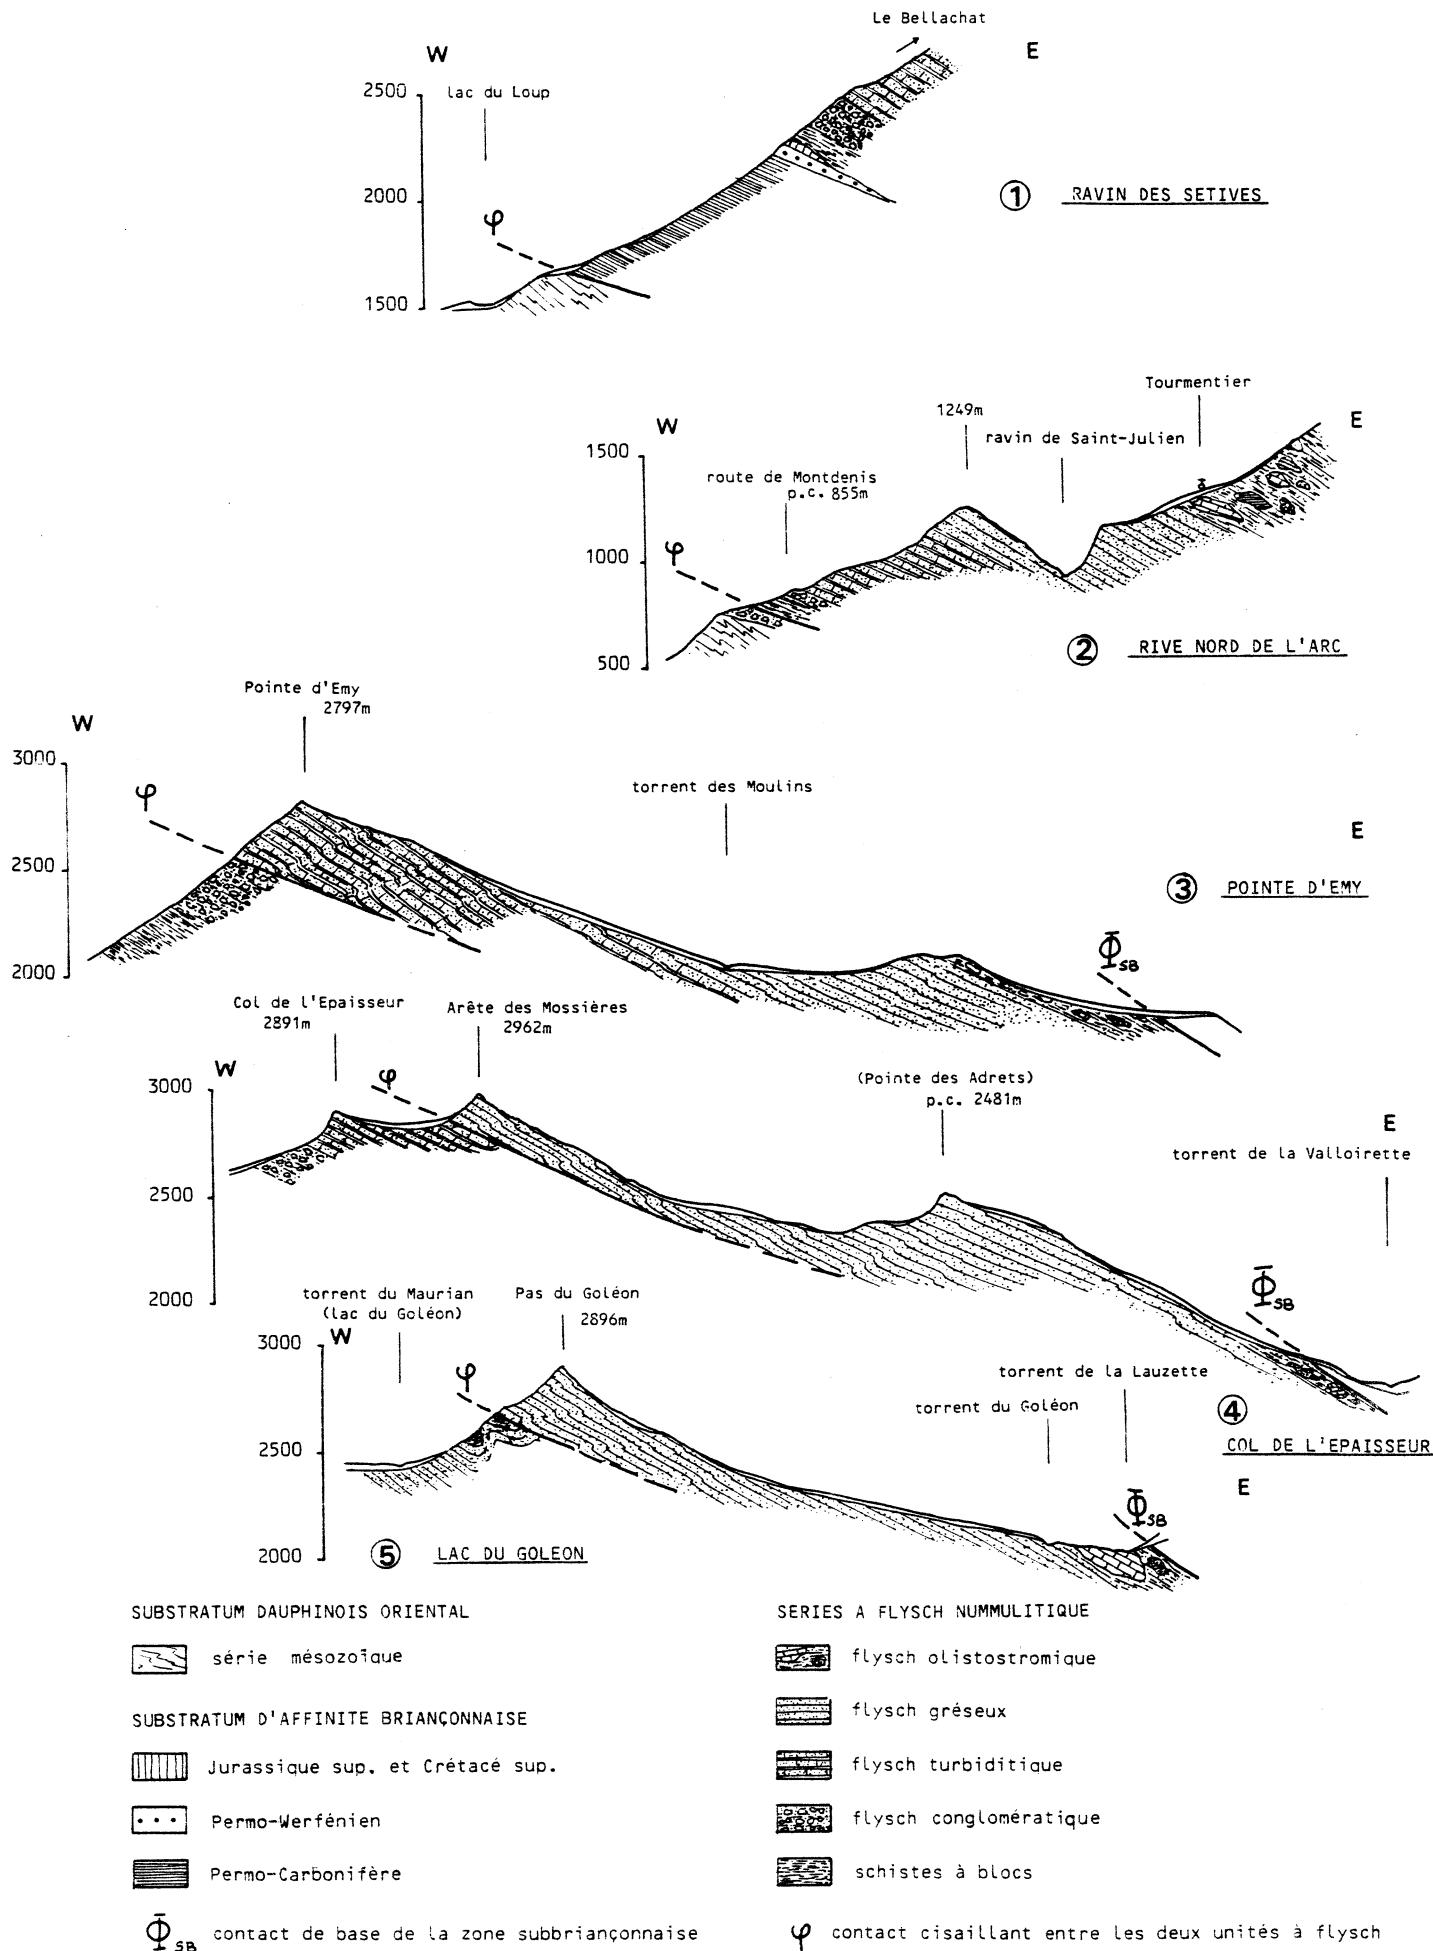 Le Bellachat
W
E
2500
lac du Loup
2000
① RAVIN DES SETIVES
φ
1500
Tourmentier
1249m
W
E
ravin de Saint-Julien
1500
route de Montdenis
p.c. 855m
φ
1000
② RIVE NORD DE L'ARC
500
Pointe d'Emy
2797m
W
3000
torrent des Moulins
φ
E
2500
③ POINTE D'EMY
Φ SB
2000
Col de l'Epaisseur
2891m
Arête des Mossières
2962m
W
φ
(Pointe des Adrets)
p.c. 2481m
3000
E
torrent de la Valloirette
2500
Φ SB
2000
torrent du Maurian
(lac du Goléon)
Pas du Goléon
2896m
W
3000
φ
torrent de la Lauzette
torrent du Goléon
④
COL DE L'EPAISSEUR
2500
E
Φ SB
2000
⑤ LAC DU GOLEON
SUBSTRATUM DAUPHINOIS ORIENTAL
série mésozoïque
SUBSTRATUM D'AFFINITE BRIANÇONNAISE
Jurassique sup. et Crétacé sup.
Permo-Werfénien
Permo-Carbonifère
Φ SB contact de base de la zone subbriançonnaise
SERIES A FLYSCH NUMMULITIQUE
flysch olistostromique
flysch gréseux
flysch turbiditique
flysch conglomératique
schistes à blocs
φ contact cisaillant entre les deux unités à flysch